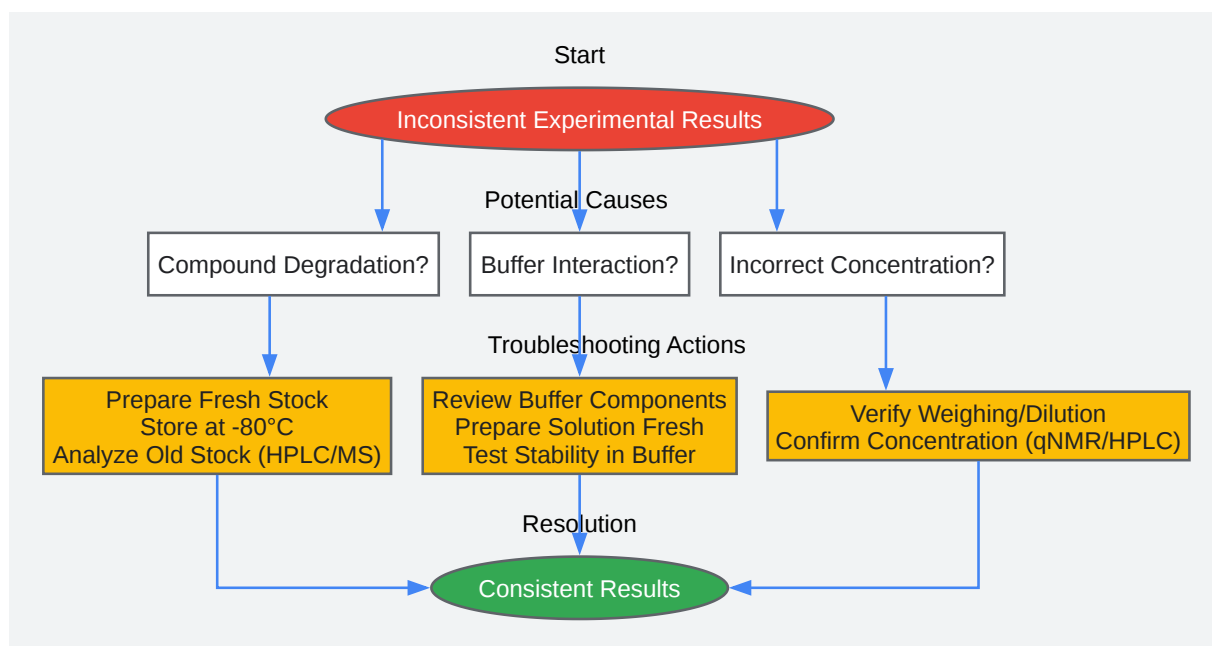 Start
Inconsistent Experimental Results
Potential Causes
Compound Degradation?
Buffer Interaction?
Incorrect Concentration?
Troubleshooting Actions
Prepare Fresh Stock
Store at -80°C
Analyze Old Stock (HPLC/MS)
Review Buffer Components
Prepare Solution Fresh
Test Stability in Buffer
Verify Weighing/Dilution
Confirm Concentration (qNMR/HPLC)
Resolution
Consistent Results